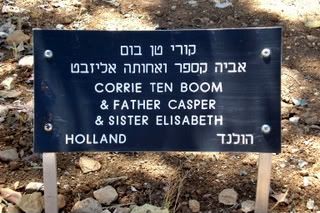 קורי טן בום
אביה קספר ואחותה אליזבט
CORRIE TEN BOOM
& FATHER CASPER
& SISTER ELISABETH
HOLLAND הולנד